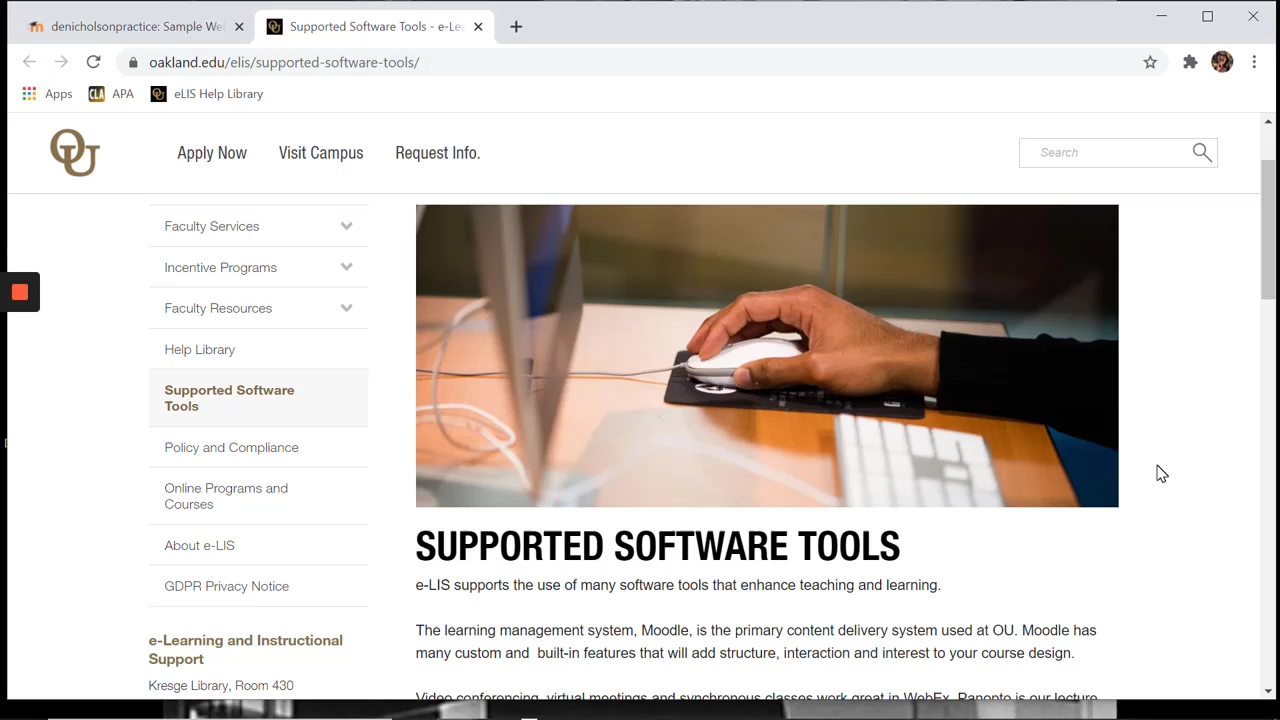 denicholsonpractice: Sample Wel
Supported Software Tools - e-Le
oakland.edu/elis/supported-software-tools/
Apps
CLA APA
OU eLIS Help Library
OU
Apply Now
Visit Campus
Request Info.
Search
Faculty Services
Incentive Programs
Faculty Resources
Help Library
Supported Software
Tools
Policy and Compliance
Online Programs and
Courses
About e-LIS
GDPR Privacy Notice
e-Learning and Instructional
Support
Kresge Library, Room 430
SUPPORTED SOFTWARE TOOLS
e-LIS supports the use of many software tools that enhance teaching and learning.
The learning management system, Moodle, is the primary content delivery system used at OU. Moodle has
many custom and built-in features that will add structure, interaction and interest to your course design.
Video conferencing, virtual meetings and synchronous classes work great in WebEx. Panopto is our lecture